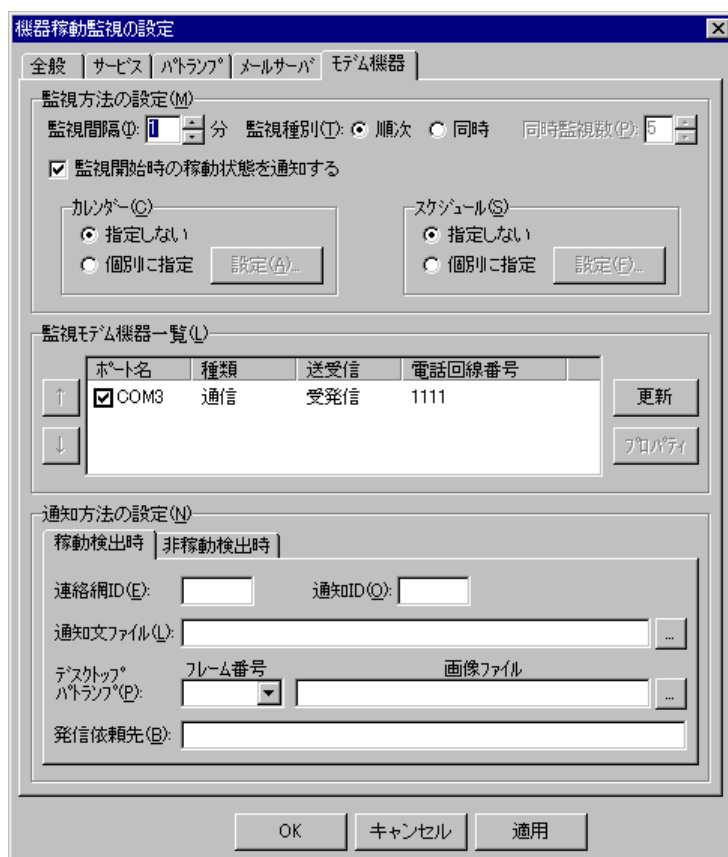 機器稼動監視の設定
全般 ｻｰﾋﾞｽ ﾊﾟﾄﾗﾝﾌﾟ ﾒｰﾙｻｰﾊﾞ ﾓﾃﾞﾑ機器
監視方法の設定(M)
監視間隔(I): 1 分 監視種別(T): 順次 同時 同時監視数(P): 5
監視開始時の稼動状態を通知する
ｶﾚﾝﾀﾞｰ(C) ｽｹｼﾞｭｰﾙ(S)
指定しない 指定しない
個別に指定 設定(A)... 個別に指定 設定(F)...
監視ﾓﾃﾞﾑ機器一覧(L)
ﾎﾟｰﾄ名 種類 送受信 電話回線番号
↑ COM3 通信 受発信 1111 更新
↓ ﾌﾟﾛﾊﾟﾃｨ
通知方法の設定(N)
稼動検出時 非稼動検出時
連絡網ID(E): 通知ID(O):
通知文ﾌｧｲﾙ(L): ...
ﾌﾚｰﾑ番号 画像ﾌｧｲﾙ
ﾃﾞｽｸﾄｯﾌﾟ
ﾊﾟﾄﾗﾝﾌﾟ(P): ...
発信依頼先(B):
OK キャンセル 適用